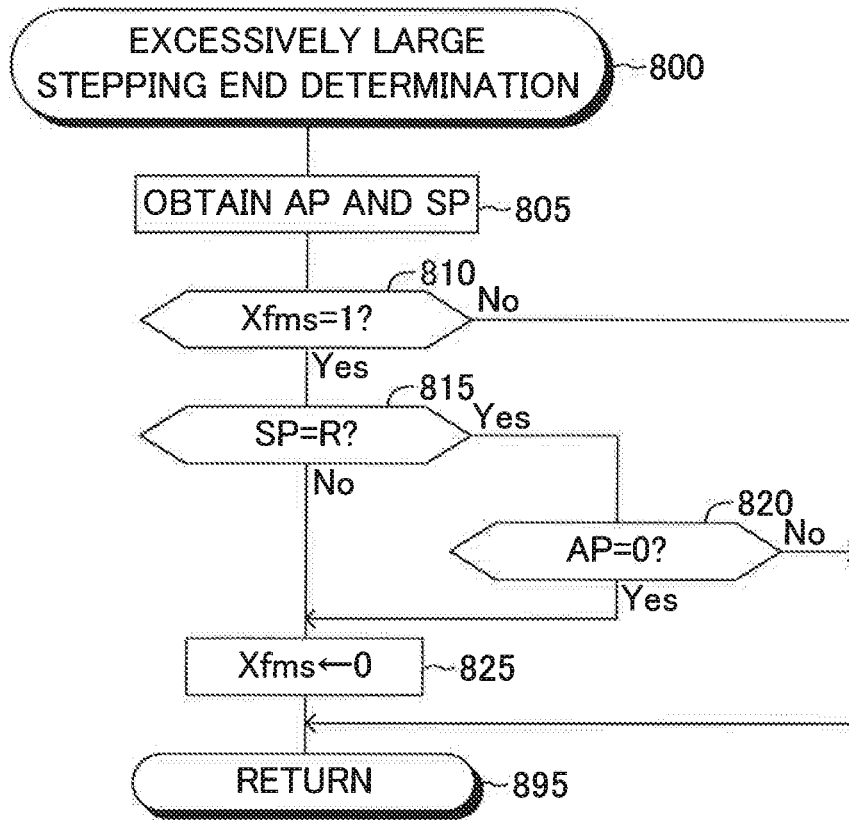 EXCESSIVELY LARGE
STEPPING END DETERMINATION
800
OBTAIN AP AND SP
805
810
Xfms=1?
No
Yes
815
SP=R?
Yes
No
820
AP=0?
No
Yes
Xfms←0
825
RETURN
895